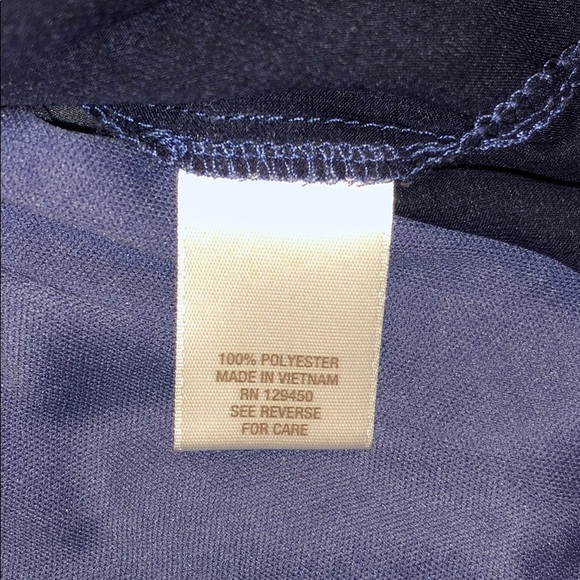 100% POLYESTER
MADE IN VIETNAM
RN 129450
SEE REVERSE
FOR CARE